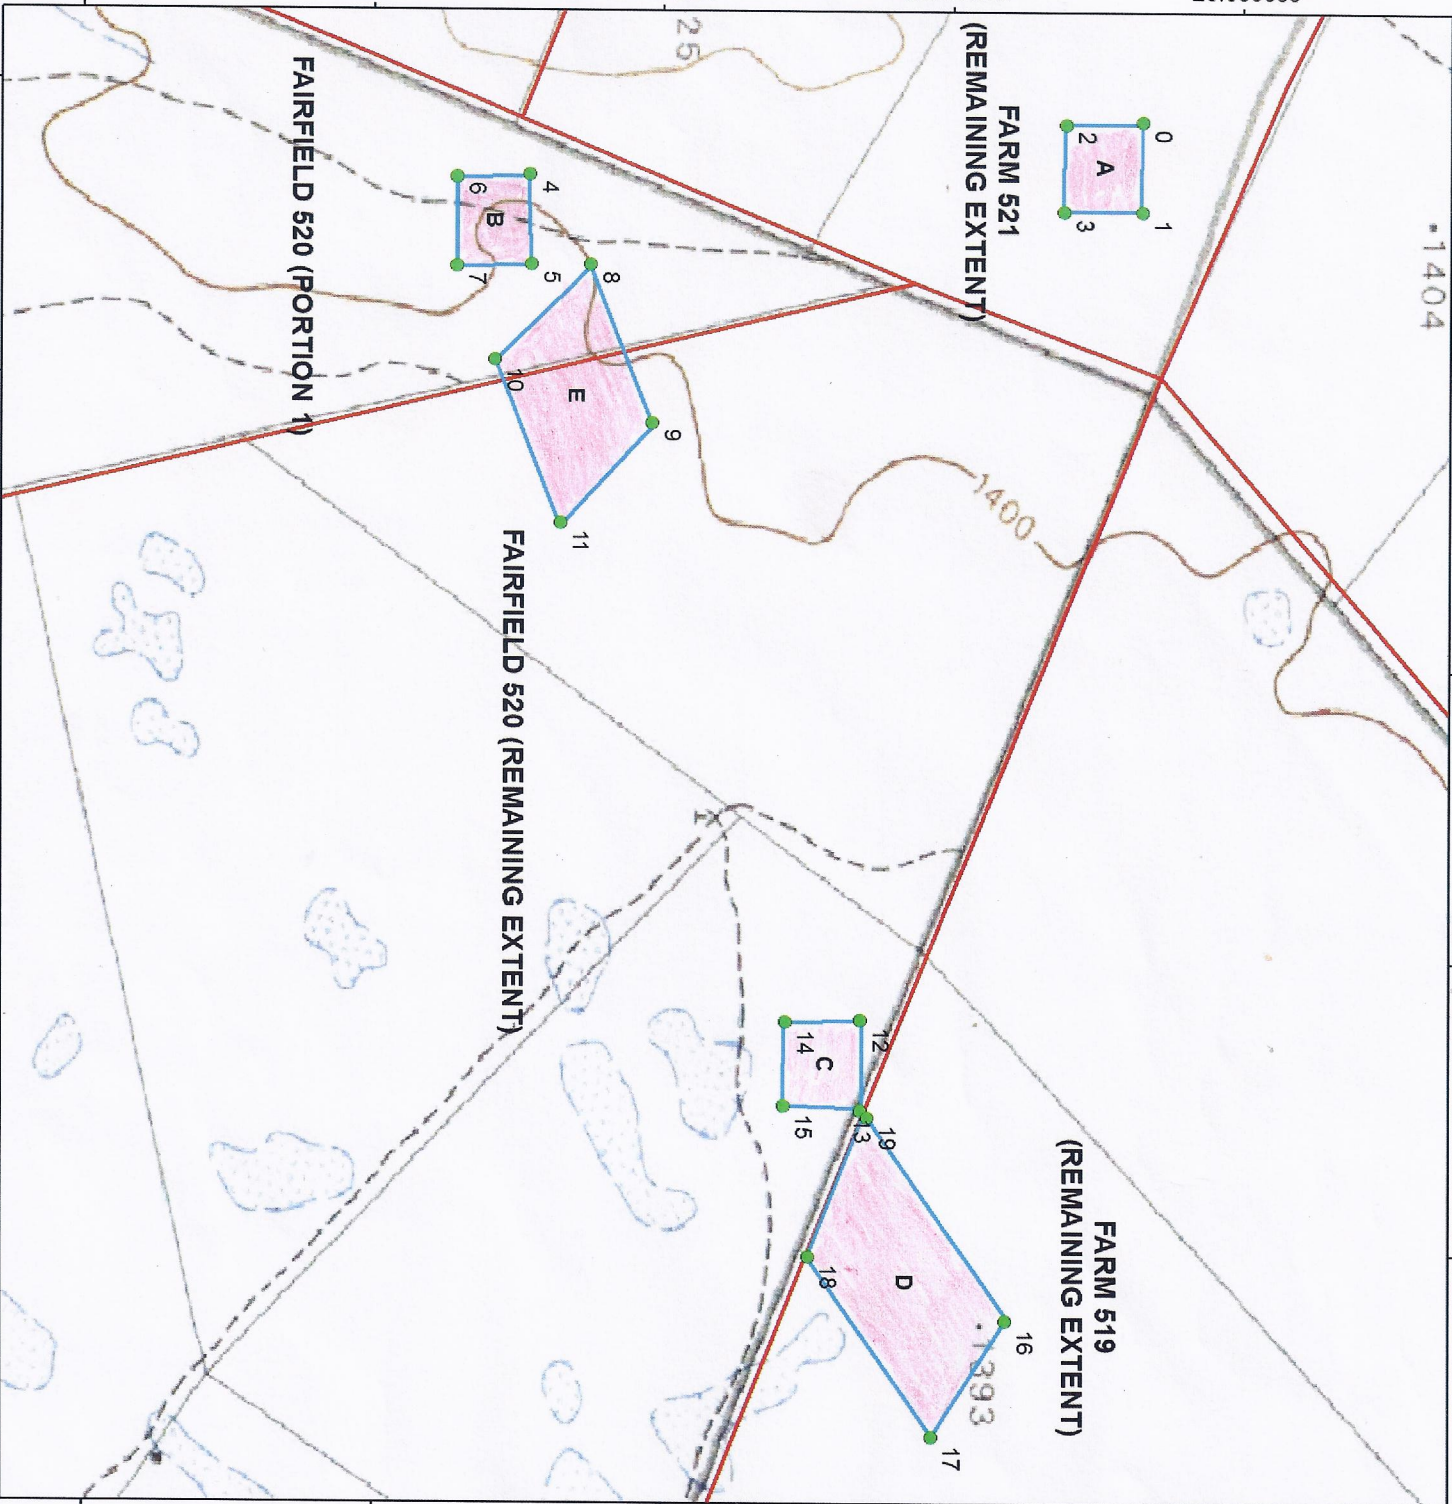 ·1404
FARM 521
(REMAINING EXTENT)
0
1
2
3
A
25
1400
FARM 519
(REMAINING EXTENT)
4
5
6
7
B
8
9
10
11
E
FAIRFIELD 520 (PORTION 1)
FAIRFIELD 520 (REMAINING EXTENT)
12
13
14
15
C
16
17
18
19
D
·1393